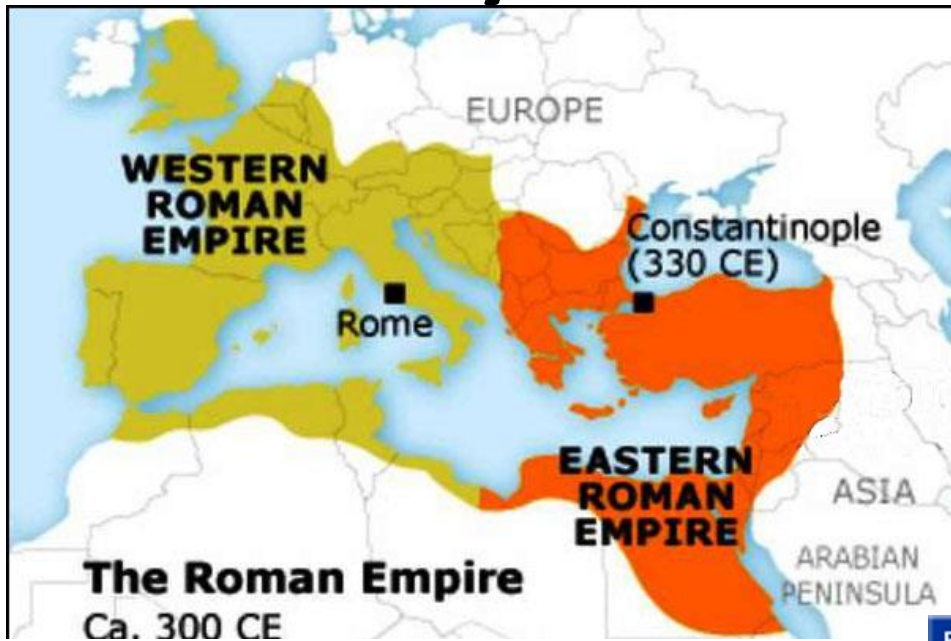 EUROPE
WESTERN
ROMAN
EMPIRE
Constantinople
(330 CE)
Rome
EASTERN
ROMAN
EMPIRE
ASIA
ARABIAN
PENINSULA
The Roman Empire
Ca. 300 CE